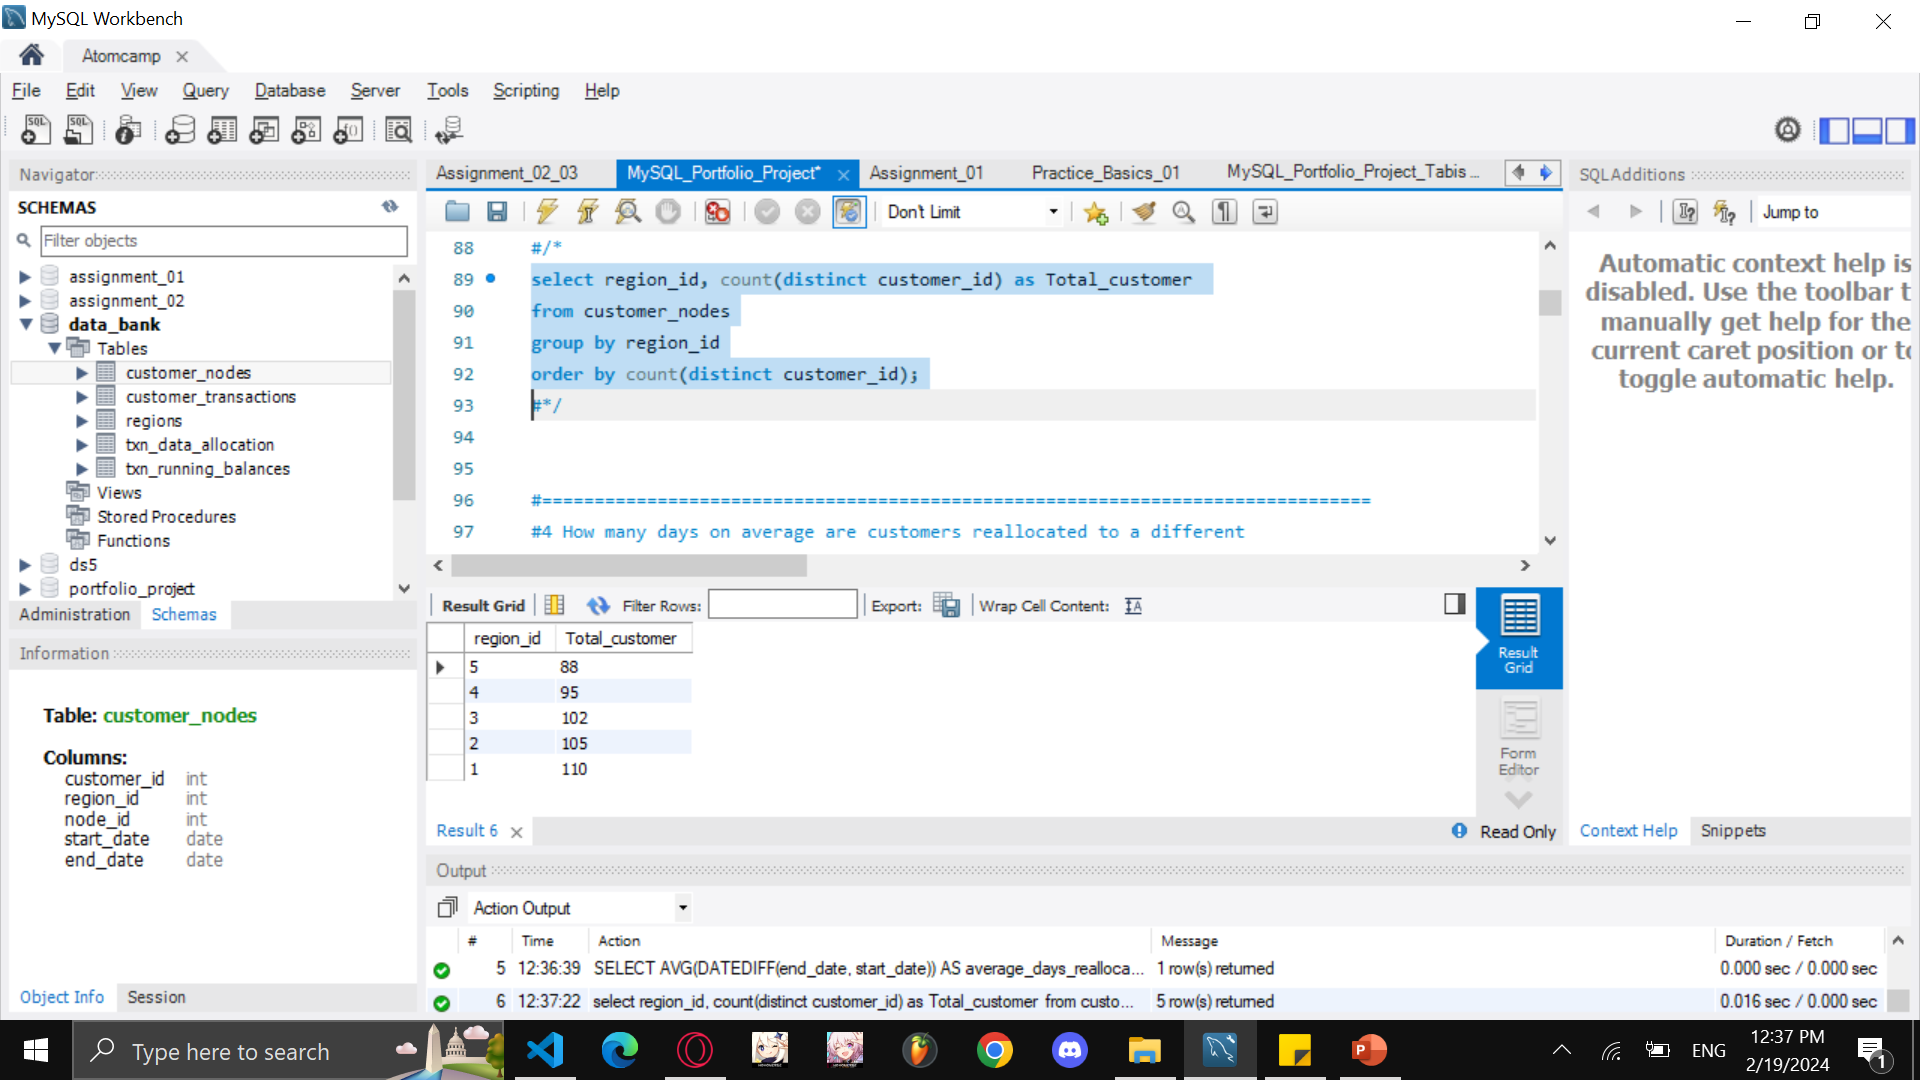 MySQL Workbench
Atomcamp
File Edit View Query Database Server Tools Scripting Help
Navigator
SCHEMAS
Filter objects
assignment_01
assignment_02
data_bank
Tables
customer_nodes
customer_transactions
regions
txn_data_allocation
txn_running_balances
Views
Stored Procedures
Functions
ds5
portfolio_project
Administration Schemas
Information
Table: customer_nodes
Columns:
customer_id int
region_id int
node_id int
start_date date
end_date date
Object Info Session
Assignment_02_03 MySQL_Portfolio_Project* Assignment_01 Practice_Basics_01 MySQL_Portfolio_Project_Tabis ...
Don't Limit
88 #/*
89 select region_id, count(distinct customer_id) as Total_customer
90 from customer_nodes
91 group by region_id
92 order by count(distinct customer_id);
93 #*/
94
95
96 #===============================================================================
97 #4 How many days on average are customers reallocated to a different
Result Grid Filter Rows: Export: Wrap Cell Content:
region_id Total_customer
5 88
4 95
3 102
2 105
1 110
Result Grid
Form Editor
Result 6 Read Only
SQLAdditions
Jump to
Automatic context help is
disabled. Use the toolbar t
manually get help for the
current caret position or to
toggle automatic help.
Context Help Snippets
Output
Action Output
# Time Action Message Duration / Fetch
5 12:36:39 SELECT AVG(DATEDIFF(end_date, start_date)) AS average_days_realloca... 1 row(s) returned 0.000 sec / 0.000 sec
6 12:37:22 select region_id, count(distinct customer_id) as Total_customer from custo... 5 row(s) returned 0.016 sec / 0.000 sec
Type here to search
ENG
12:37 PM
2/19/2024
1